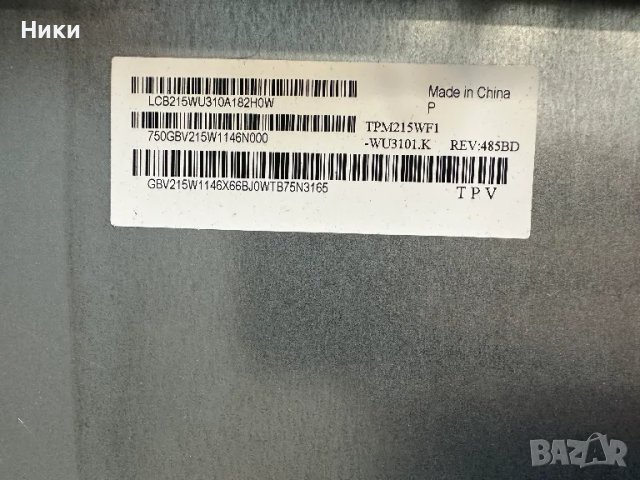 Ники
LCB215WU310A182H0W
Made in China
P
750GBV215W1146N000
TPM215WF1
-WU3101.K REV:485BD
GBV215W1146X66BJ0WTB75N3165
TPV
BAZAR